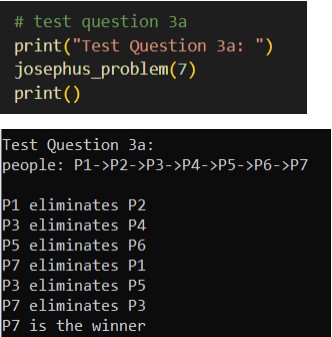 # test question 3a
print("Test Question 3a: ")
josephus_problem(7)
print()
Test Question 3a:
people: P1->P2->P3->P4->P5->P6->P7
P1 eliminates P2
P3 eliminates P4
P5 eliminates P6
P7 eliminates P1
P3 eliminates P5
P7 eliminates P3
P7 is the winner